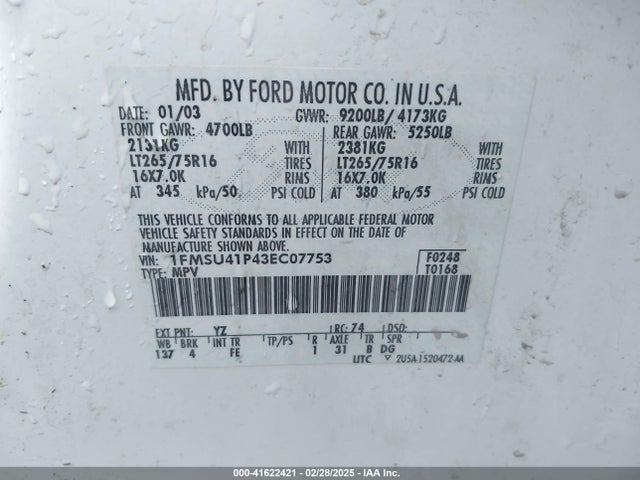 MFD. BY FORD MOTOR CO. IN U.S.A.
DATE: 01/03 GVWR: 9200LB/ 4173KG
FRONT GAWR: 4700LB REAR GAWR: 5250LB
2131KG WITH 2381KG WITH
LT265/75R16 TIRES LT265/75R16 TIRES
16X7.0K RIMS 16X7.0K RIMS
AT 345 kPa/50 PSI COLD AT 380 kPa/55 PSI COLD
THIS VEHICLE CONFORMS TO ALL APPLICABLE FEDERAL MOTOR
VEHICLE SAFETY STANDARDS IN EFFECT ON THE DATE OF
MANUFACTURE SHOWN ABOVE.
VIN: 1FMSU41P43EC07753 F0248
TYPE: MPV T0168
EXT PNT: YZ RC: 74 DSO:
WB BRK INT TR TP/PS R AXLE TR SPR
137 4 FE 1 31 B DG
UTC 2U5A-1520472-AA
000-41622421 - 02/28/2025 - IAA Inc.